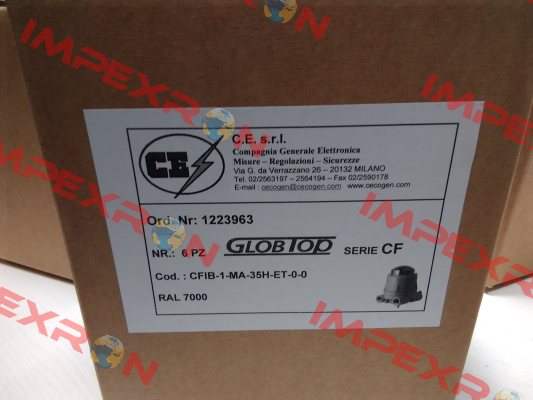 C.E. s.r.l.
Compagnia Generale Elettronica
Misure – Regolazioni – Sicurezze
Via G. da Verrazzano 26 – 20132 MILANO
Tel. 02/2563197 – 2564194 – Fax 02/2590178
E-mail : cecogen@cecogen.com www.cecogen.com
CE
Ord. Nr: 1223963
NR.: 6 PZ GLOBTOP SERIE CF
Cod. : CFIB-1-MA-35H-ET-0-0
RAL 7000
IMPEXRON
IMPEXRON
IMPEXRON
IMPEXRON